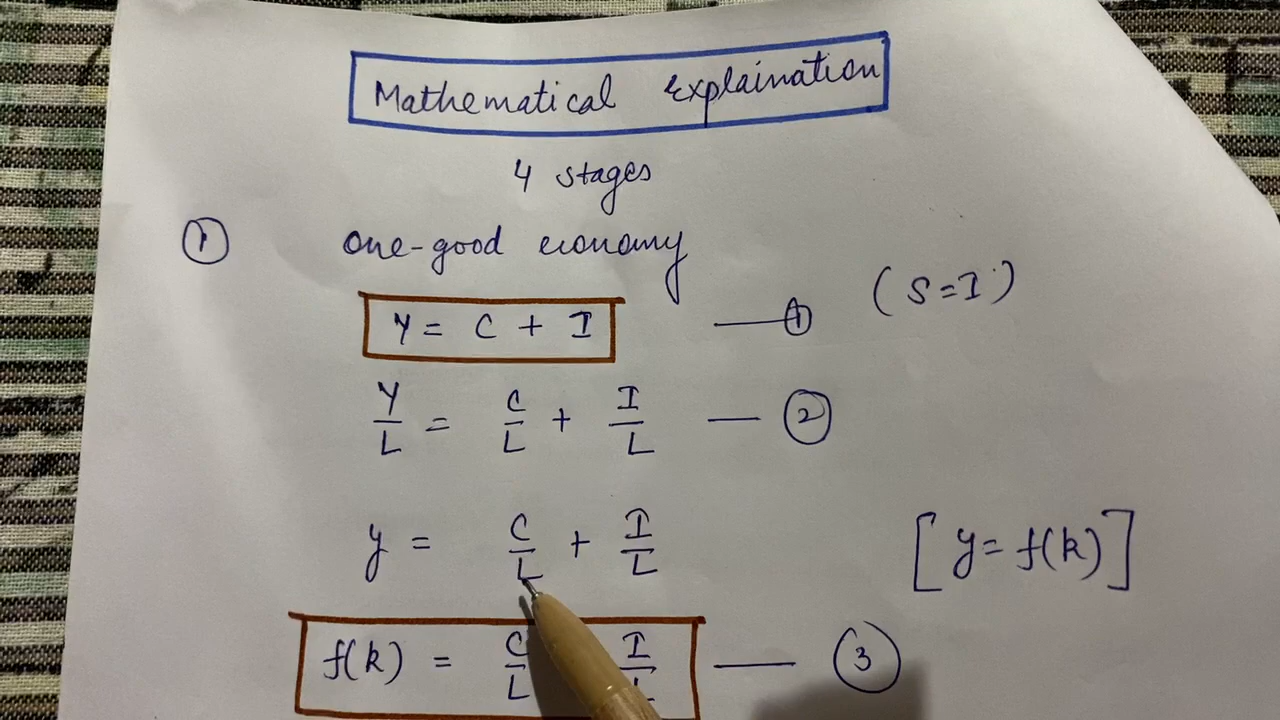 Mathematical Explaination
4 stages
① one-good economy
Y = C + I —① (S=I)
Y/L = C/L + I/L — ②
y = C/L + I/L [y= f(k)]
f(k) = C/L I/L — ③